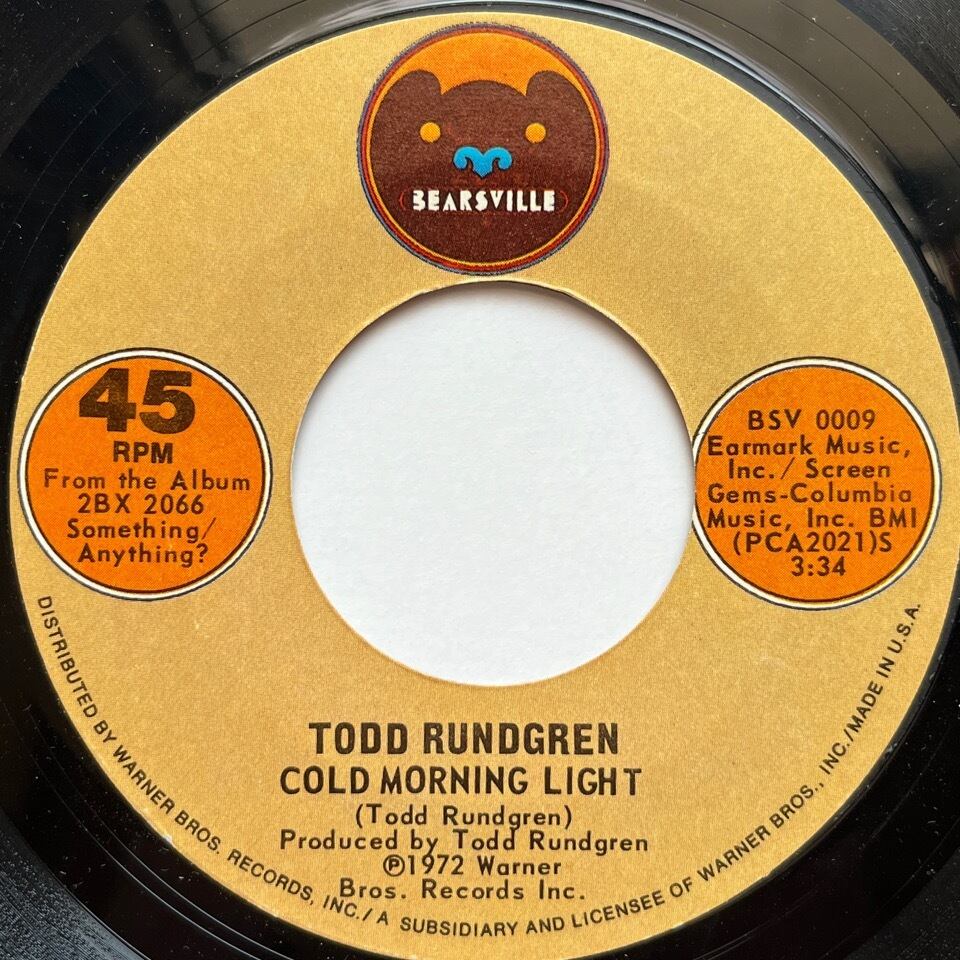 BEARSVILLE
45
RPM
From the Album
2BX 2066
Something/
Anything?
BSV 0009
Earmark Music,
Inc./ Screen
Gems-Columbia
Music, Inc. BMI
(PCA2021)S
3:34
TODD RUNDGREN
COLD MORNING LIGHT
(Todd Rundgren)
Produced by Todd Rundgren
℗1972 Warner
Bros. Records Inc.
DISTRIBUTED BY WARNER BROS. RECORDS, INC./ A SUBSIDIARY AND LICENSEE OF WARNER BROS., INC./MADE IN U.S.A.